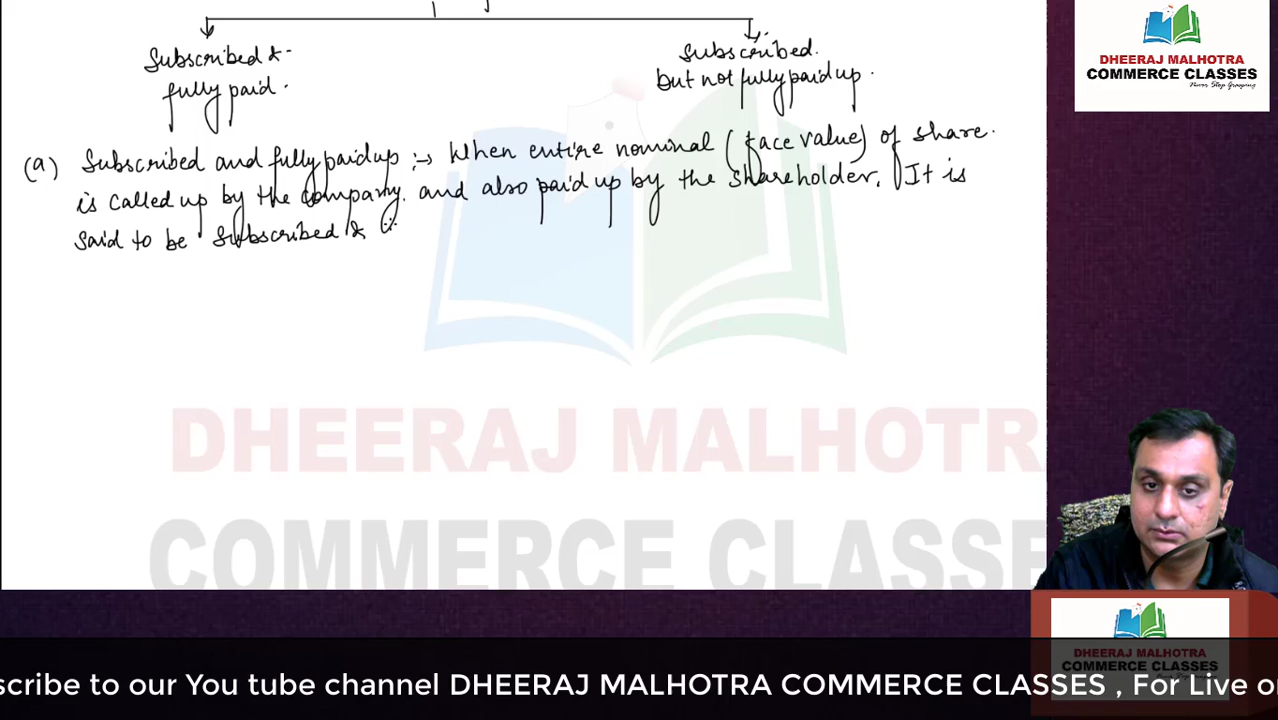 Subscribed &
fully paid.
Subscribed.
but not fully paid up.
(a) Subscribed and fully paid up :→ When entire nominal (face value) of share.
is called up by the company. and also paid up by the shareholder. It is
said to be Subscribed &
DHEERAJ MALHOTRA
COMMERCE CLASSES
DHEERAJ MALHOTRA
COMMERCE CLASSES
Never Stop Grasping
DHEERAJ MALHOTRA
COMMERCE CLASSES
scribe to our You tube channel DHEERAJ MALHOTRA COMMERCE CLASSES , For Live o